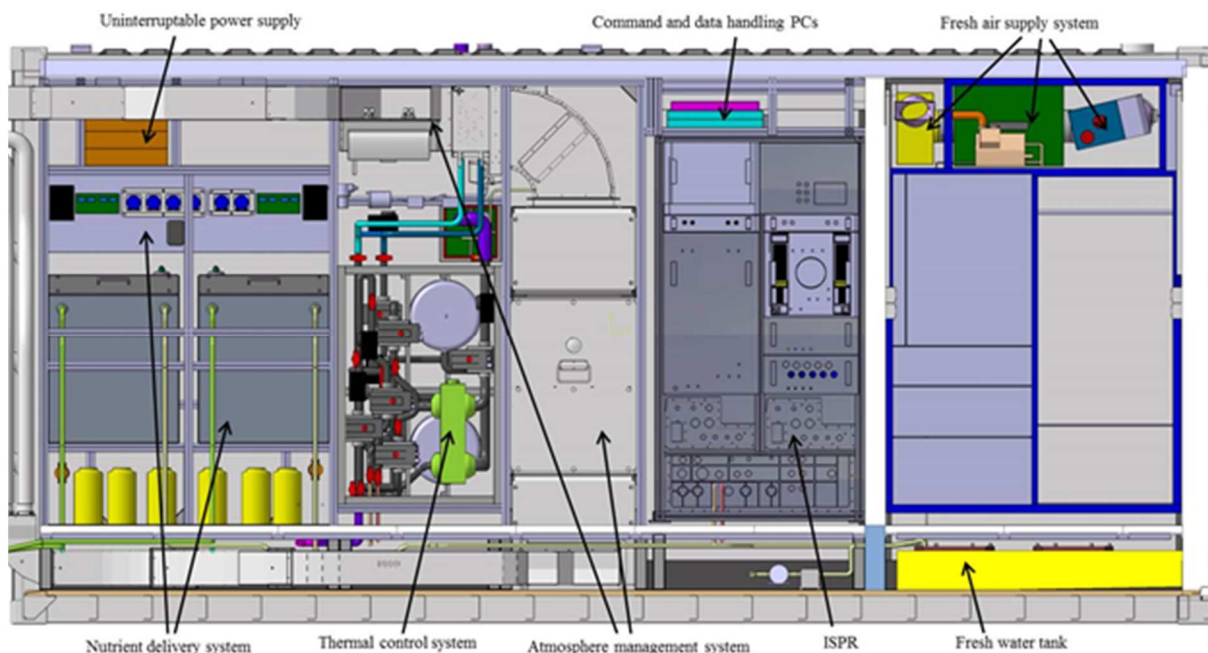 Uninterruptable power supply
Command and data handling PCs
Fresh air supply system
Nutrient delivery system
Thermal control system
Atmosphere management system
ISPR
Fresh water tank